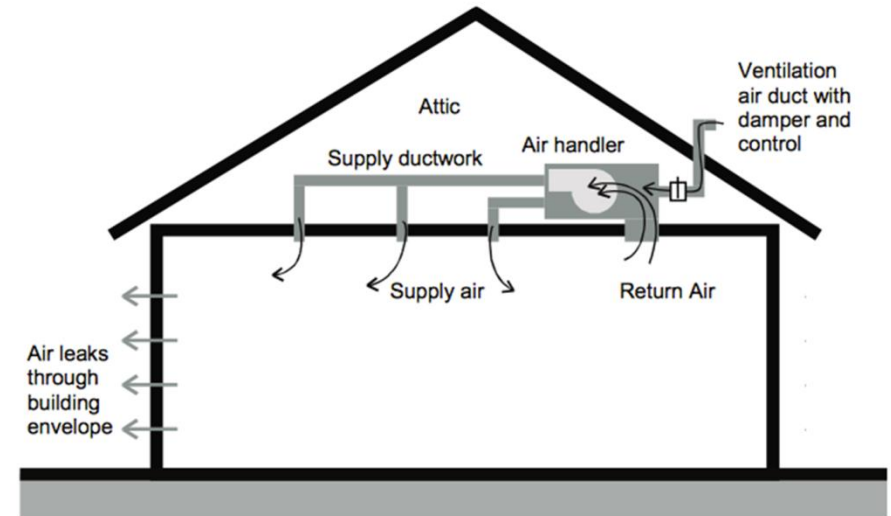 Ventilation
air duct with
damper and
control
Attic
Air handler
Supply ductwork
Supply air
Return Air
Air leaks
through
building
envelope